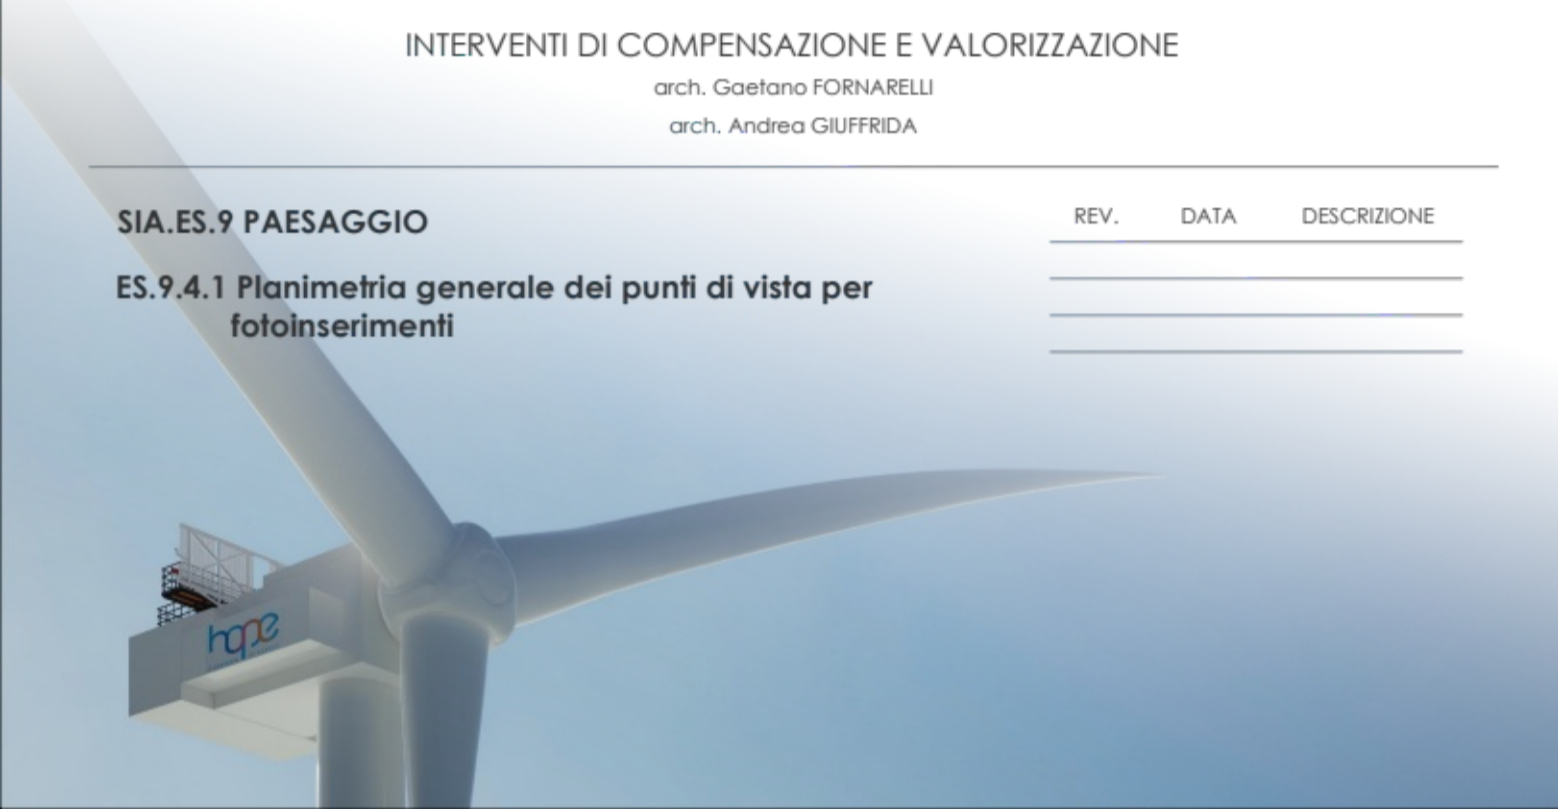 INTERVENTI DI COMPENSAZIONE E VALORIZZAZIONE
arch. Gaetano FORNARELLI
arch. Andrea GIUFFRIDA
SIA.ES.9 PAESAGGIO
REV. DATA DESCRIZIONE
ES.9.4.1 Planimetria generale dei punti di vista per
fotoinserimenti
hope